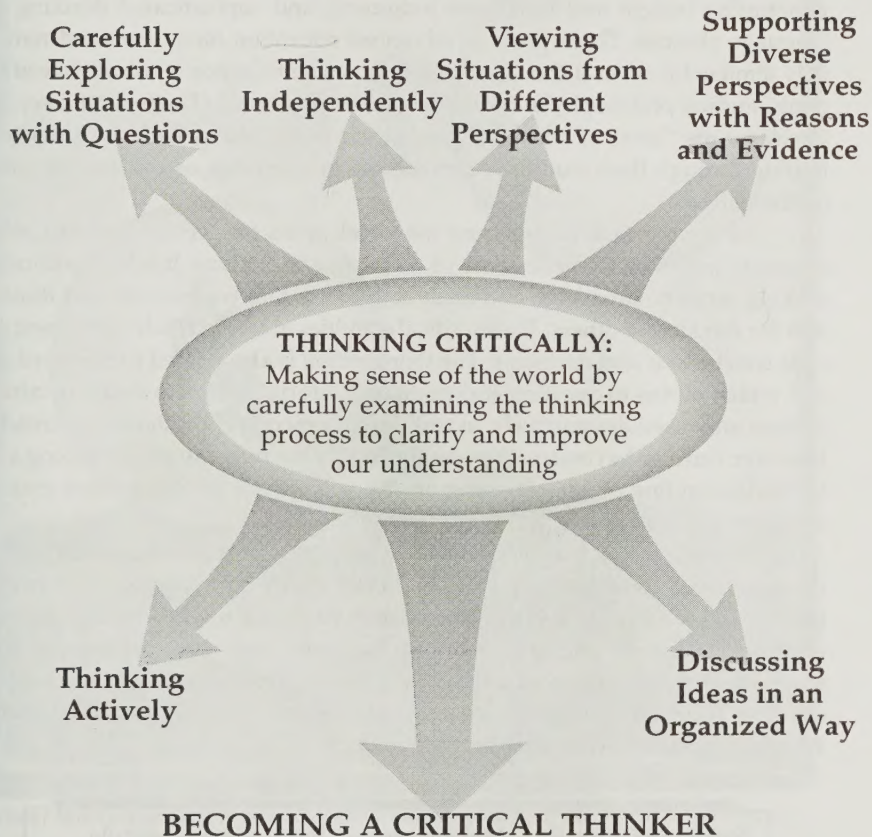 Carefully
Exploring
Situations
with Questions
Thinking
Independently
Viewing
Situations from
Different
Perspectives
Supporting
Diverse
Perspectives
with Reasons
and Evidence
THINKING CRITICALLY:
Making sense of the world by
carefully examining the thinking
process to clarify and improve
our understanding
Thinking
Actively
Discussing
Ideas in an
Organized Way
BECOMING A CRITICAL THINKER